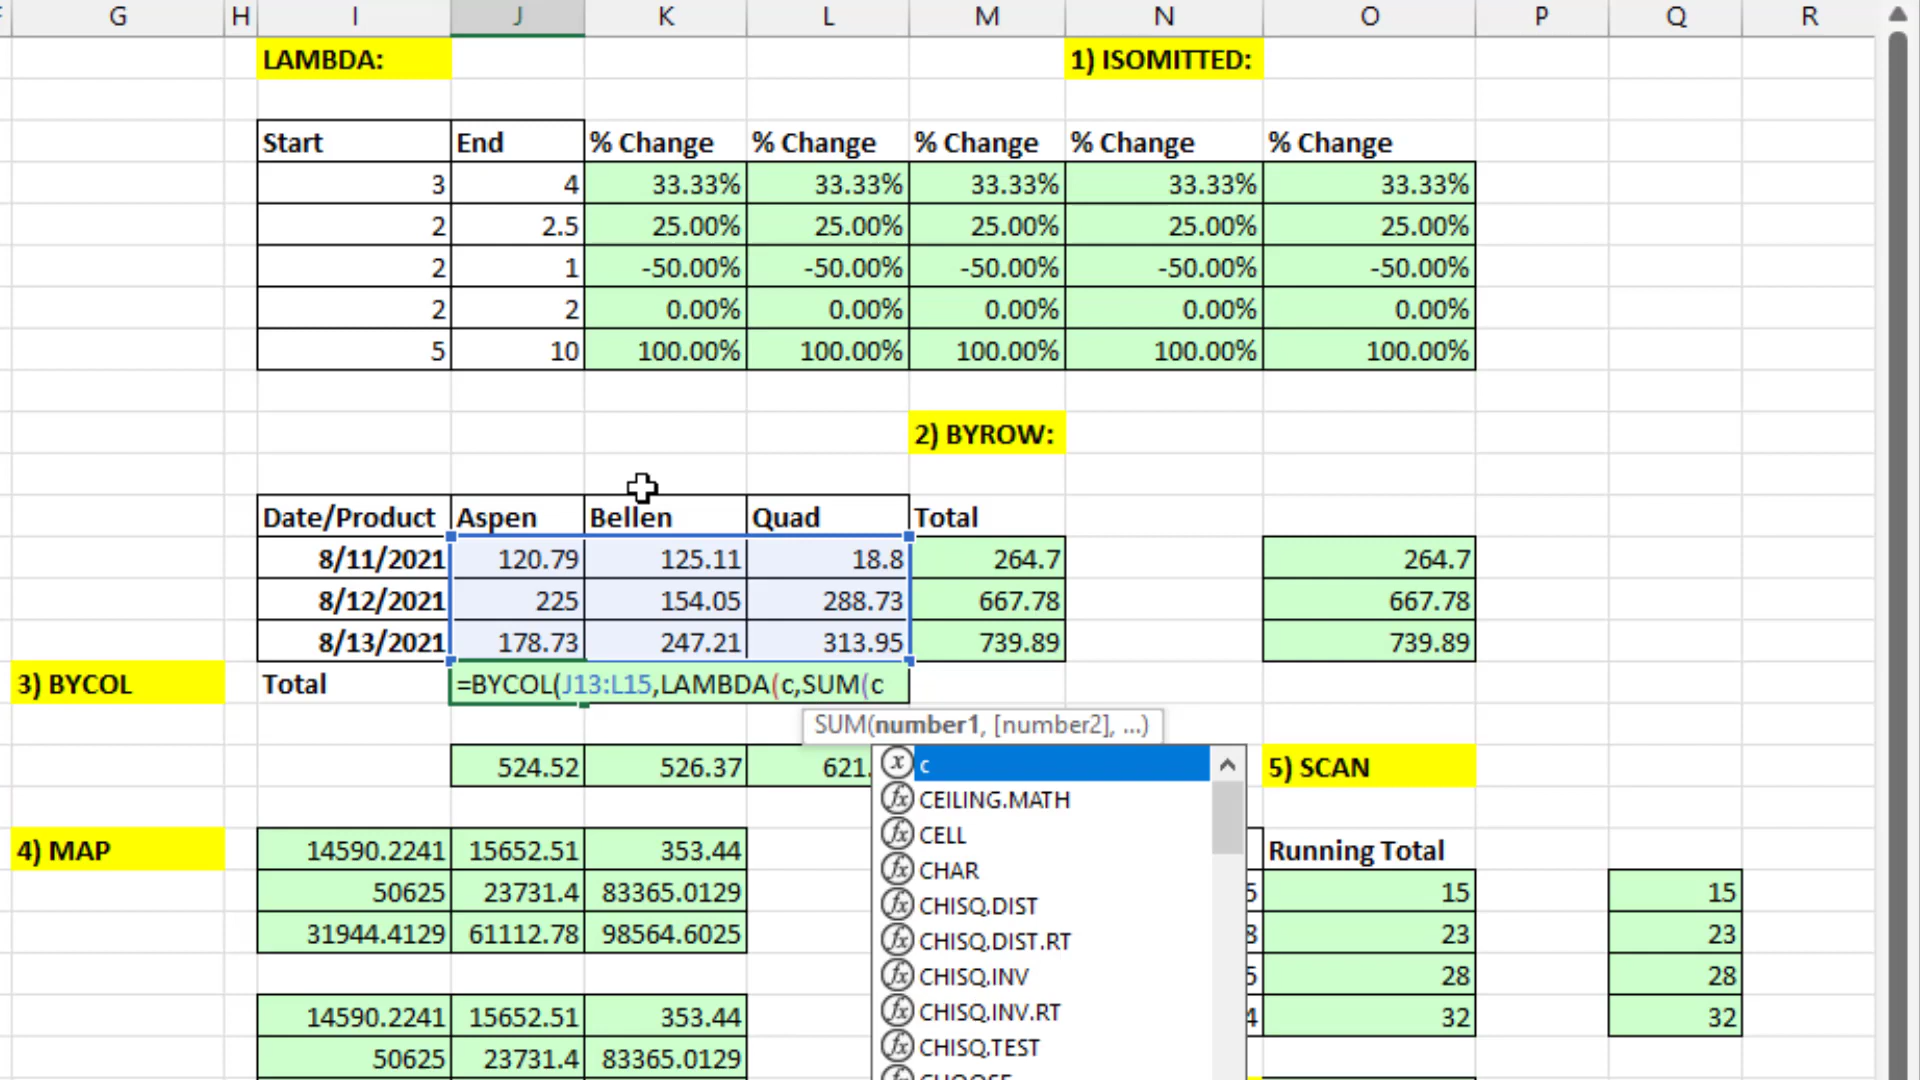 G H I J K L M N O P Q R
LAMBDA: 1) ISOMITTED:
Start End % Change % Change % Change % Change % Change
3 4 33.33% 33.33% 33.33% 33.33% 33.33%
2 2.5 25.00% 25.00% 25.00% 25.00% 25.00%
2 1 -50.00% -50.00% -50.00% -50.00% -50.00%
2 2 0.00% 0.00% 0.00% 0.00% 0.00%
5 10 100.00% 100.00% 100.00% 100.00% 100.00%
2) BYROW:
Date/Product Aspen Bellen Quad Total
8/11/2021 120.79 125.11 18.8 264.7 264.7
8/12/2021 225 154.05 288.73 667.78 667.78
8/13/2021 178.73 247.21 313.95 739.89 739.89
3) BYCOL Total =BYCOL(J13:L15,LAMBDA(c,SUM(c
SUM(number1, [number2], ...)
524.52 526.37 621. c 5) SCAN
CEILING.MATH
CELL
4) MAP 14590.2241 15652.51 353.44 CHAR Running Total
50625 23731.4 83365.0129 CHISQ.DIST 5 15 15
31944.4129 61112.78 98564.6025 CHISQ.DIST.RT 8 23 23
CHISQ.INV 5 28 28
14590.2241 15652.51 353.44 CHISQ.INV.RT 4 32 32
50625 23731.4 83365.0129 CHISQ.TEST